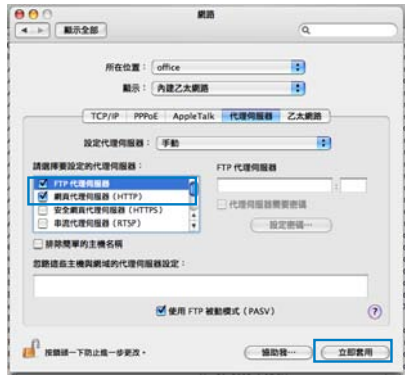 網路
顯示全部
所在位置： office
顯示： 內建乙太網路
TCP/IP PPPoE AppleTalk 代理伺服器 乙太網路
設定代理伺服器： 手動
請選擇要設定的代理伺服器： FTP 代理伺服器
FTP 代理伺服器
網頁代理伺服器 (HTTP)
安全網頁代理伺服器 (HTTPS)
串流代理伺服器 (RTSP)
:
代理伺服器需要密碼
設定密碼…
排除簡單的主機名稱
忽略這些主機與網域的代理伺服器設定：
使用 FTP 被動模式 (PASV)
?
按鎖頭一下防止進一步更改。
協助我… 立即套用